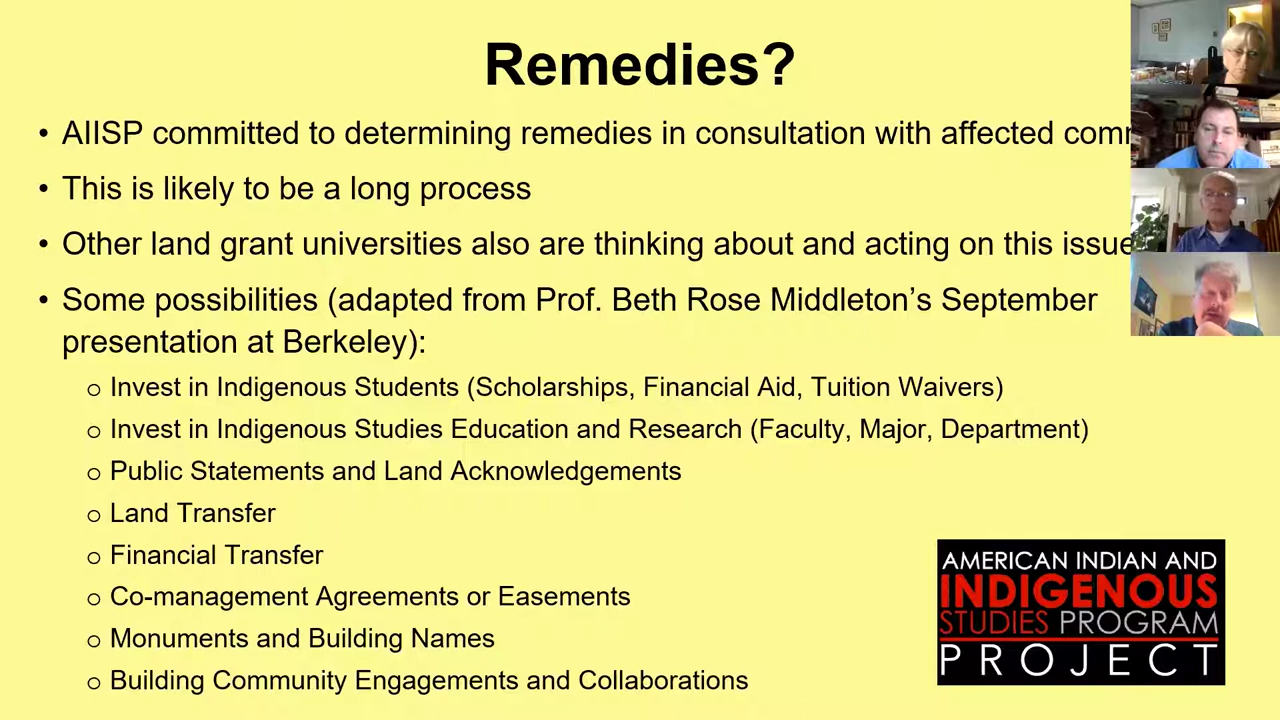 Remedies?
• AIISP committed to determining remedies in consultation with affected
• This is likely to be a long process
• Other land grant universities also are thinking about and acting on this issue
• Some possibilities (adapted from Prof. Beth Rose Middleton’s September
presentation at Berkeley):
o Invest in Indigenous Students (Scholarships, Financial Aid, Tuition Waivers)
o Invest in Indigenous Studies Education and Research (Faculty, Major, Department)
o Public Statements and Land Acknowledgements
o Land Transfer
o Financial Transfer
o Co-management Agreements or Easements
o Monuments and Building Names
o Building Community Engagements and Collaborations
AMERICAN INDIAN AND
INDIGENOUS
STUDIES PROGRAM
PROJECT